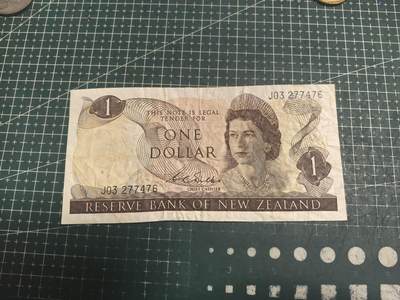 1
J03 277476
THIS NOTE IS LEGAL
TENDER FOR
ONE
DOLLAR
1
CHIEF CASHIER
J03 277476
RESERVE BANK OF NEW ZEALAND